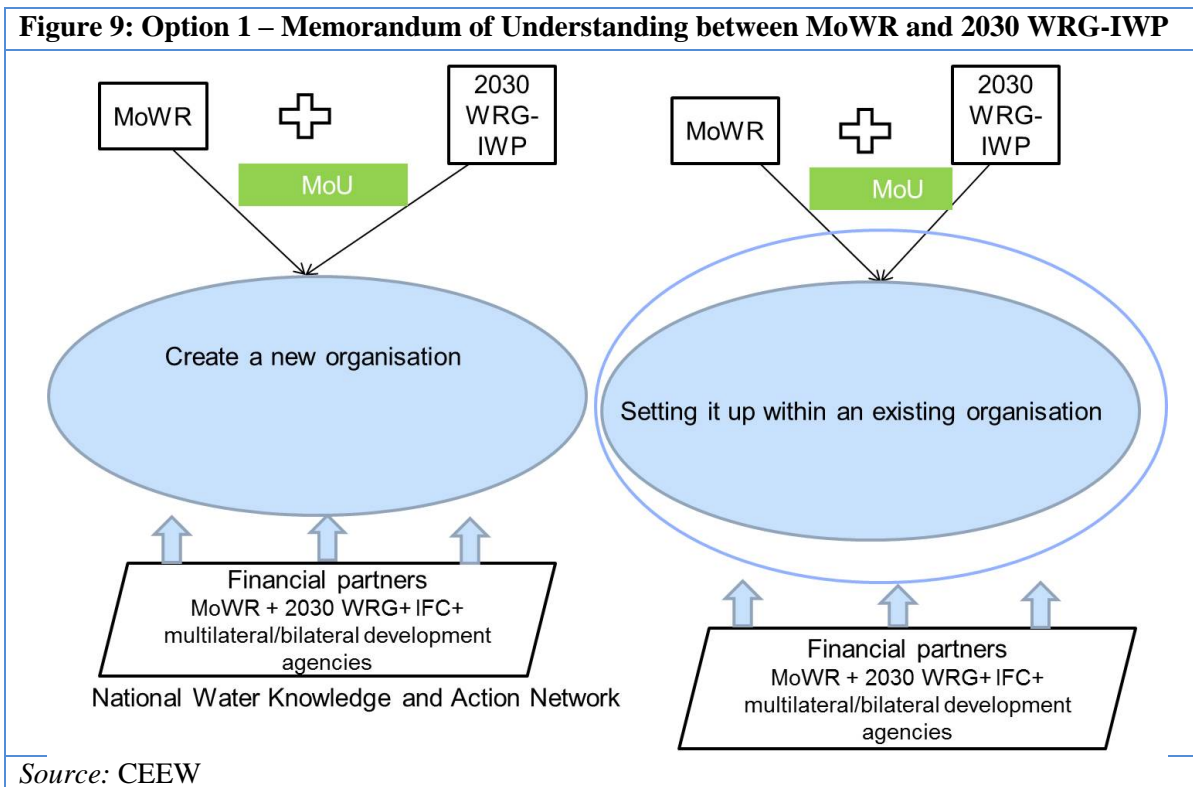 Figure 9: Option 1 – Memorandum of Understanding between MoWR and 2030 WRG-IWP
MoWR
2030
WRG-
IWP
MoU
Create a new organisation
Financial partners
MoWR + 2030 WRG+ IFC+
multilateral/bilateral development
agencies
National Water Knowledge and Action Network
MoWR
2030
WRG-
IWP
MoU
Setting it up within an existing organisation
Financial partners
MoWR + 2030 WRG+ IFC+
multilateral/bilateral development
agencies
Source: CEEW